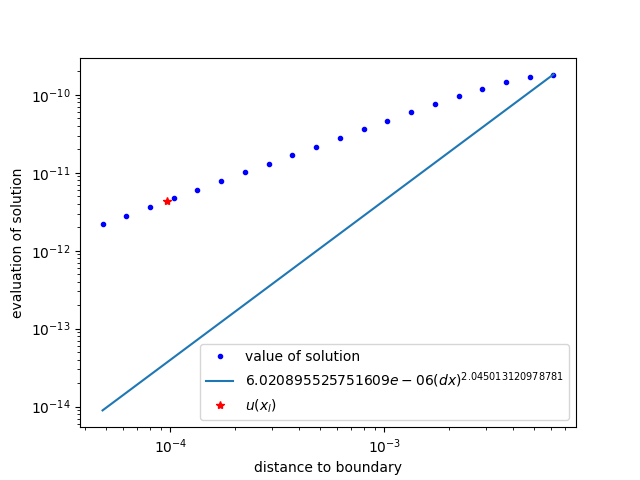 evaluation of solution
10⁻¹⁰
10⁻¹¹
10⁻¹²
10⁻¹³
10⁻¹⁴
value of solution
6.020895525751609e − 06(dx)²·⁰⁴⁵⁰¹³¹²⁰⁹⁷⁸⁷⁸¹
u(xₗ)
10⁻⁴
10⁻³
distance to boundary